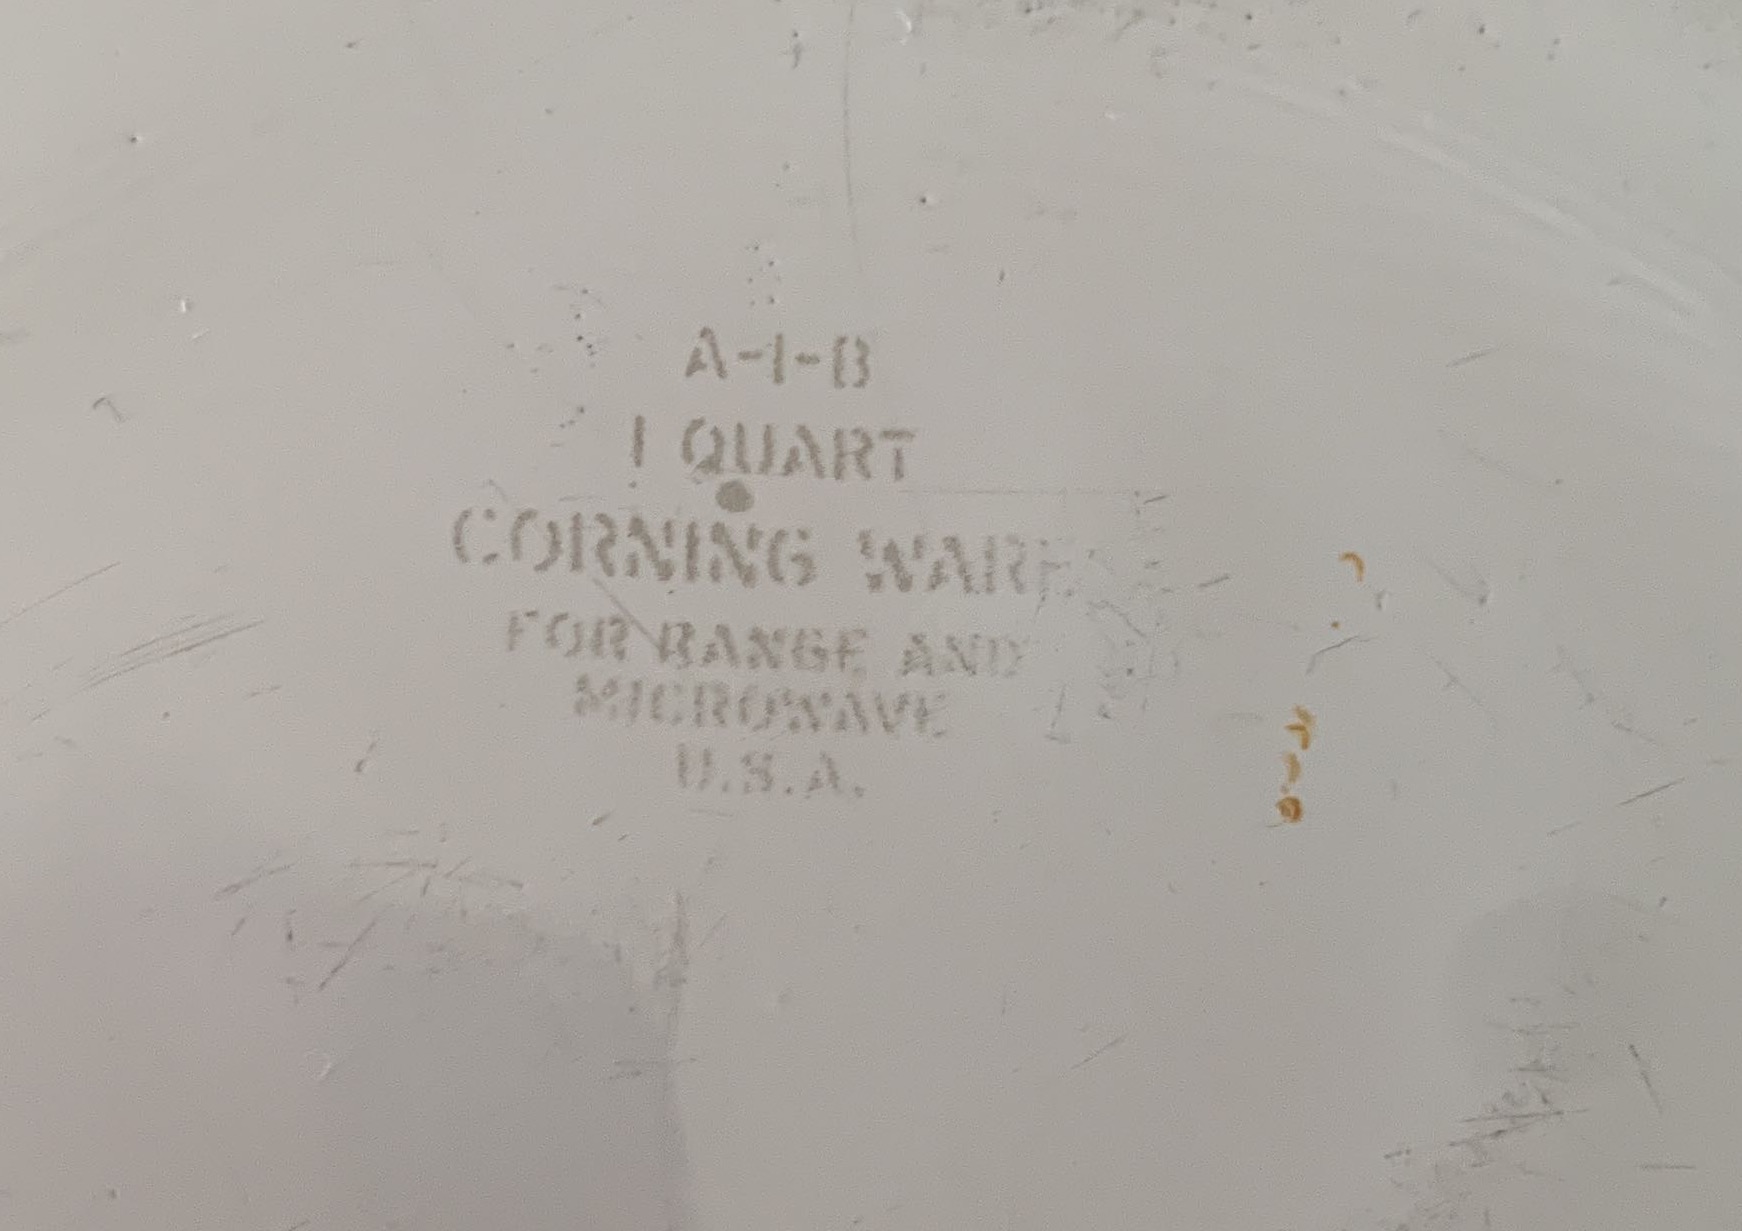 A-1-B
1 QUART
CORNING WARE
FOR RANGE AND
MICROWAVE
U.S.A.